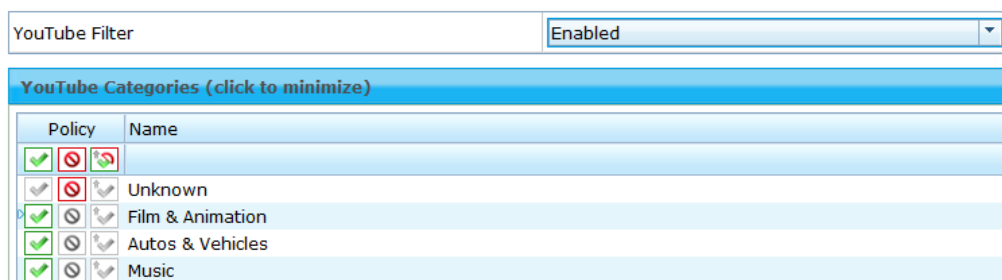 YouTube Filter Enabled
YouTube Categories (click to minimize)
Policy Name
Unknown
Film & Animation
Autos & Vehicles
Music